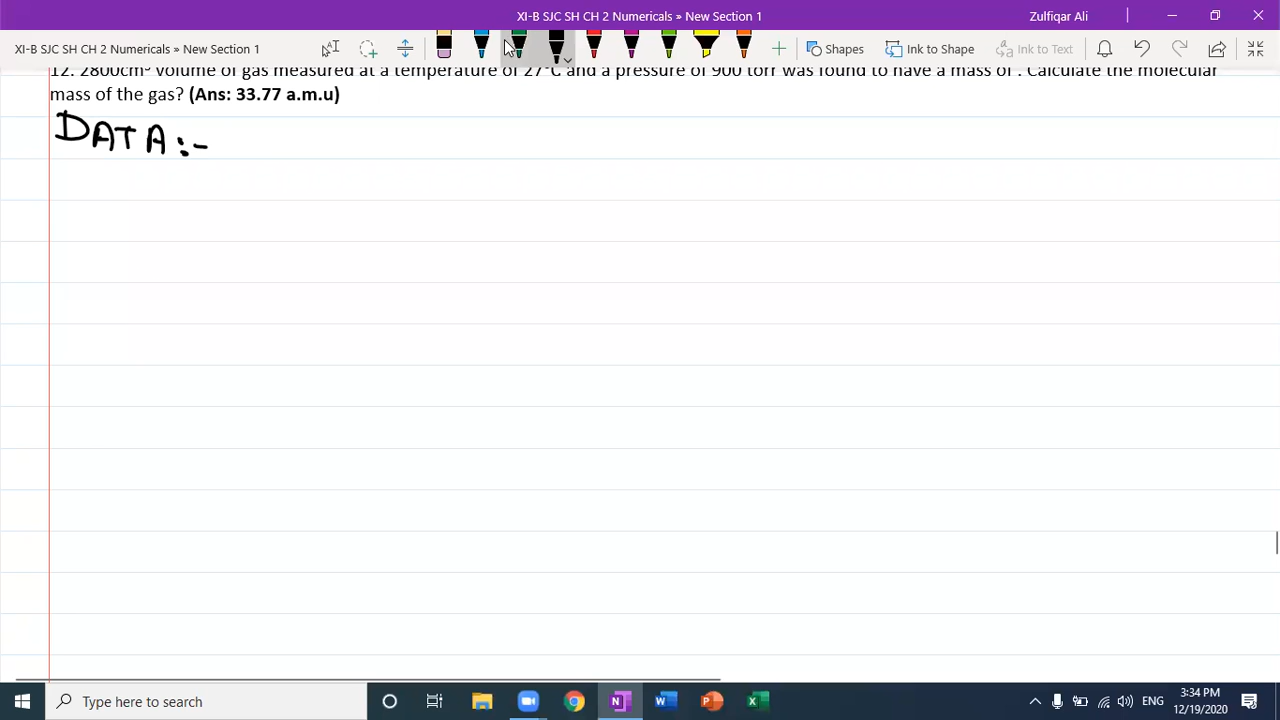 XI-B SJC SH CH 2 Numericals » New Section 1
Zulfiqar Ali
XI-B SJC SH CH 2 Numericals » New Section 1
Shapes
Ink to Shape
Ink to Text
12. 2800cm³ volume of gas measured at a temperature of 27°C and a pressure of 900 torr was found to have a mass of . Calculate the molecular
mass of the gas? (Ans: 33.77 a.m.u)
DATA :-
Type here to search
ENG
3:34 PM
12/19/2020